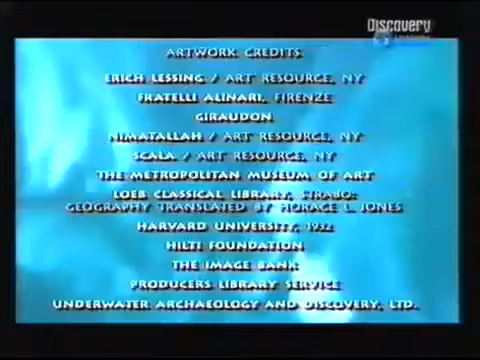 Discovery
ARTWORK CREDITS
ERICH LESSING / ART RESOURCE, NY
FRATELLI ALINARI, FIRENZE
GIRAUDON
NIMATALLAH / ART RESOURCE, NY
SCALA / ART RESOURCE, NY
THE METROPOLITAN MUSEUM OF ART
LOEB CLASSICAL LIBRARY, STRABO:
GEOGRAPHY TRANSLATED BY HORACE L. JONES
HARVARD UNIVERSITY, 1932
HILTI FOUNDATION
THE IMAGE BANK
PRODUCERS LIBRARY SERVICE
UNDERWATER ARCHAEOLOGY AND DISCOVERY, LTD.